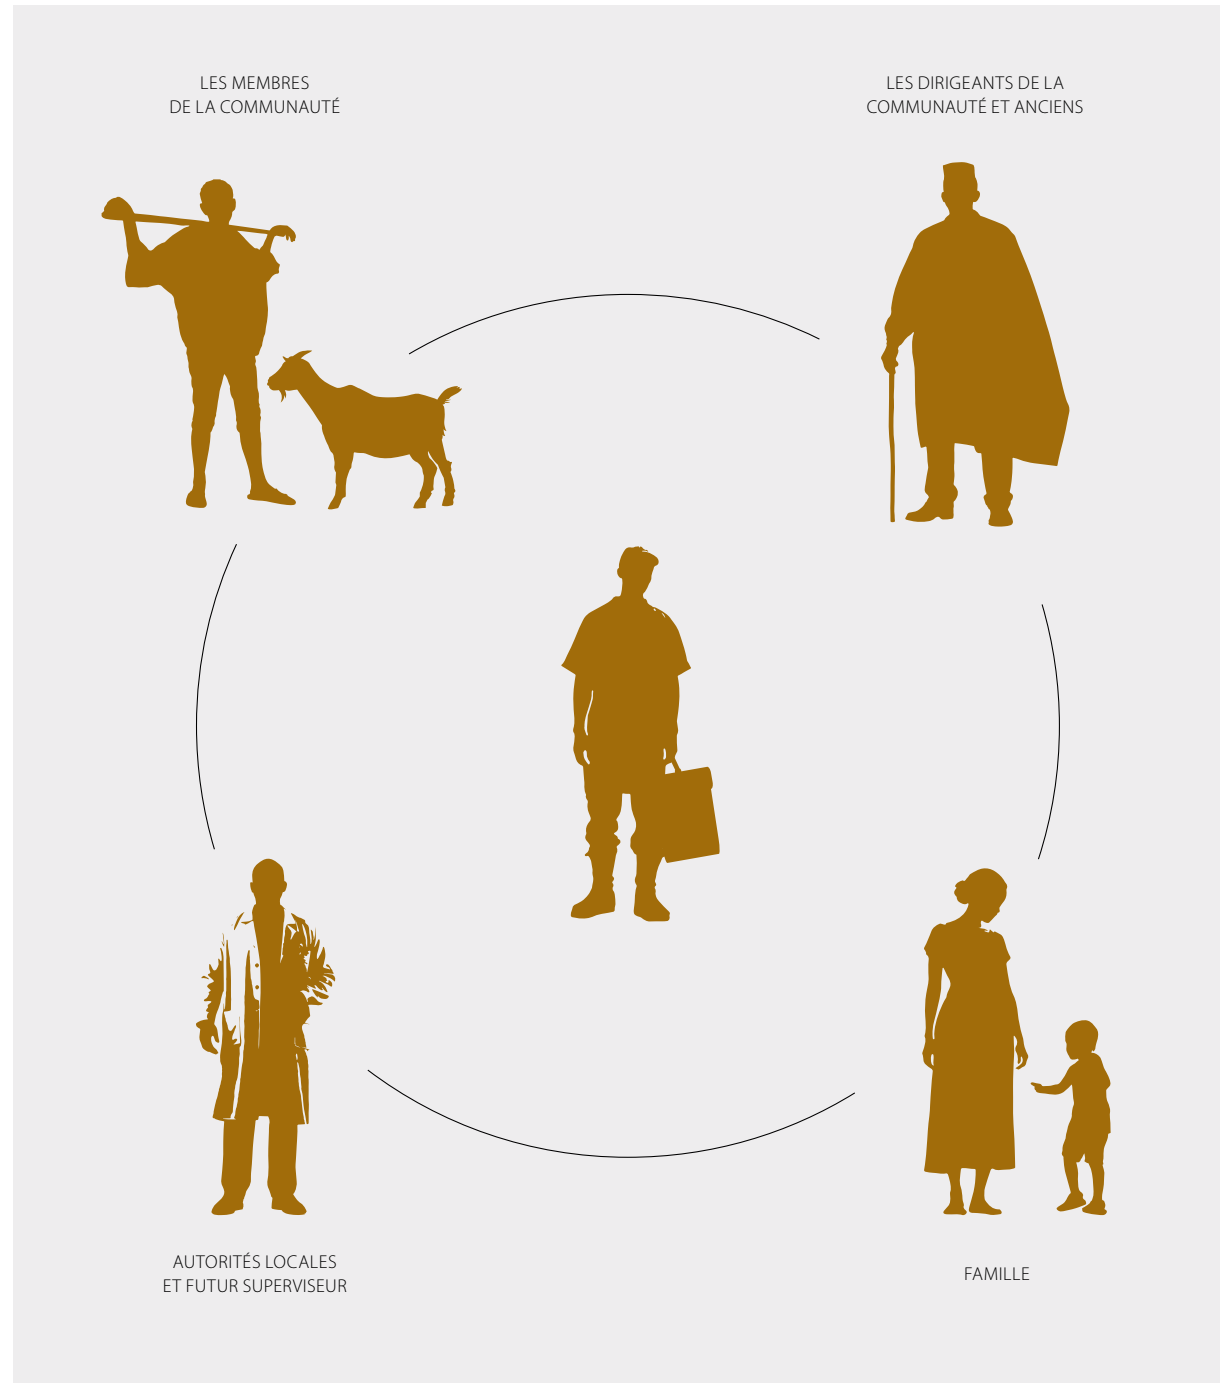 LES MEMBRES
DE LA COMMUNAUTÉ
LES DIRIGEANTS DE LA
COMMUNAUTÉ ET ANCIENS
AUTORITÉS LOCALES
ET FUTUR SUPERVISEUR
FAMILLE